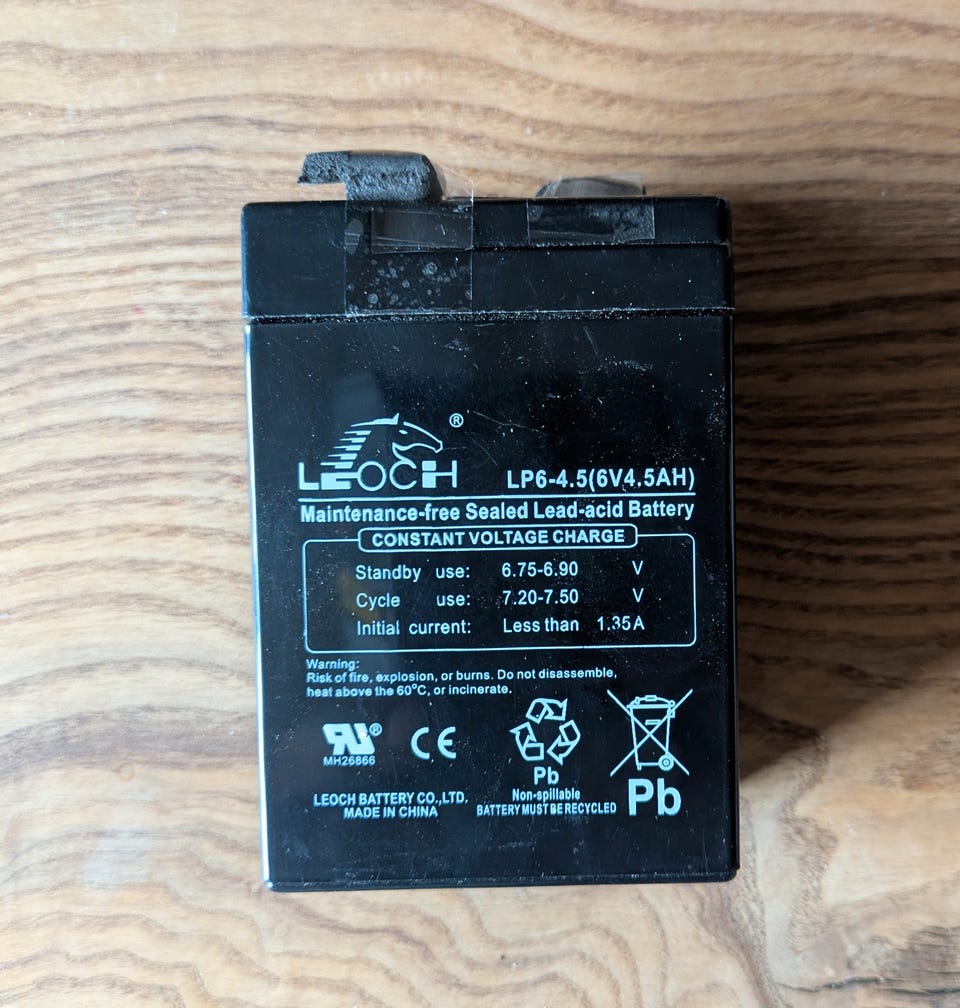 LEOCH ®
LP6-4.5(6V4.5AH)
Maintenance-free Sealed Lead-acid Battery
CONSTANT VOLTAGE CHARGE
Standby use: 6.75-6.90 V
Cycle use: 7.20-7.50 V
Initial current: Less than 1.35A
Warning:
Risk of fire, explosion, or burns. Do not disassemble,
heat above the 60°C, or incinerate.
RU®
MH26866
CE
Pb
Non-spillable
BATTERY MUST BE RECYCLED
Pb
LEOCH BATTERY CO.,LTD.
MADE IN CHINA